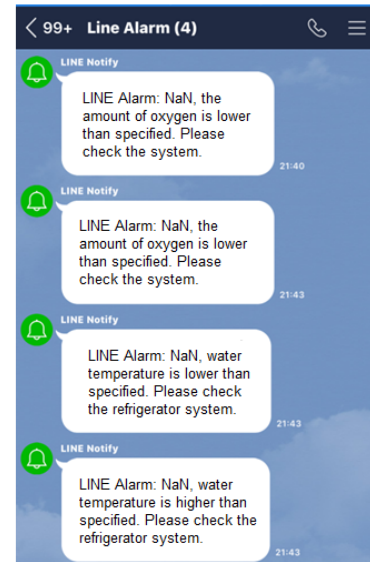 99+ Line Alarm (4)
LINE Notify
LINE Alarm: NaN, the
amount of oxygen is lower
than specified. Please
check the system.
21:40
LINE Notify
LINE Alarm: NaN, the
amount of oxygen is lower
than specified. Please
check the system.
21:43
LINE Notify
LINE Alarm: NaN, water
temperature is lower than
specified. Please check
the refrigerator system.
21:43
LINE Notify
LINE Alarm: NaN, water
temperature is higher than
specified. Please check the
refrigerator system.
21:43